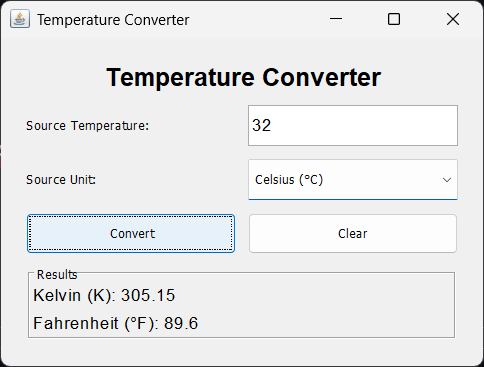 Temperature Converter
Temperature Converter
Source Temperature: 32
Source Unit: Celsius (°C)
Convert Clear
Results
Kelvin (K): 305.15
Fahrenheit (°F): 89.6